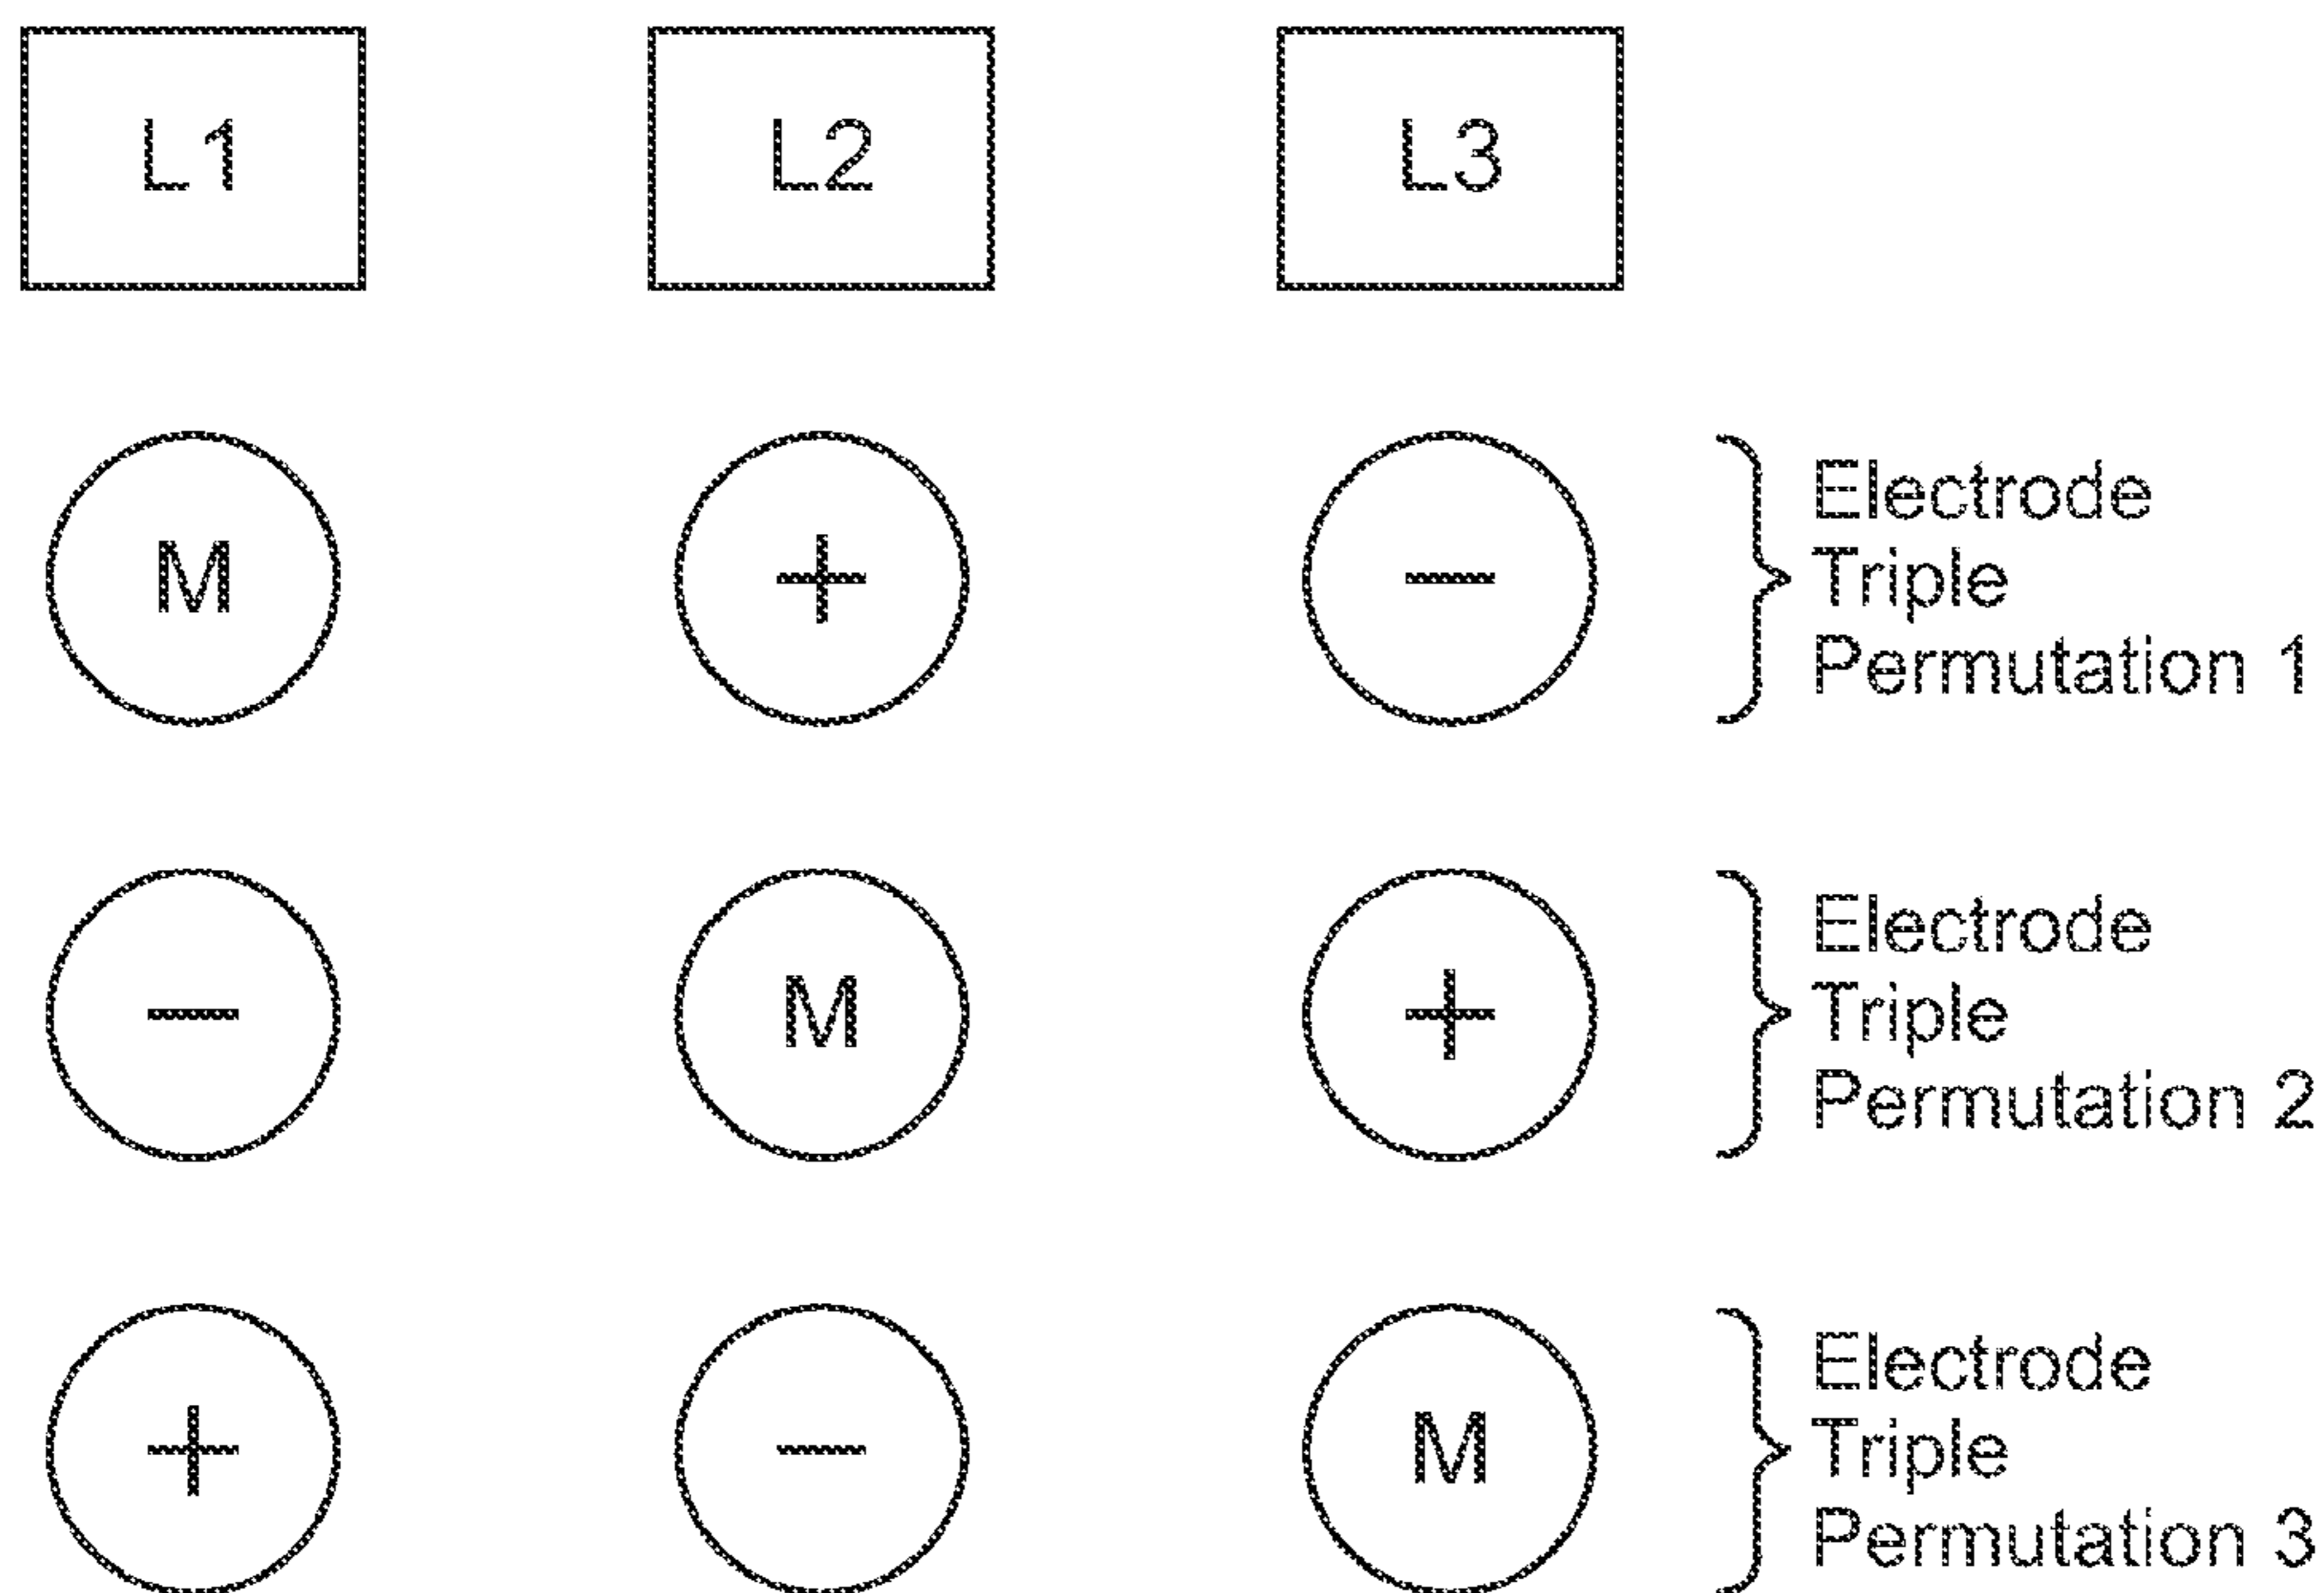 L1 L2 L3
M + − Electrode
Triple
Permutation 1
− M + Electrode
Triple
Permutation 2
+ − M Electrode
Triple
Permutation 3